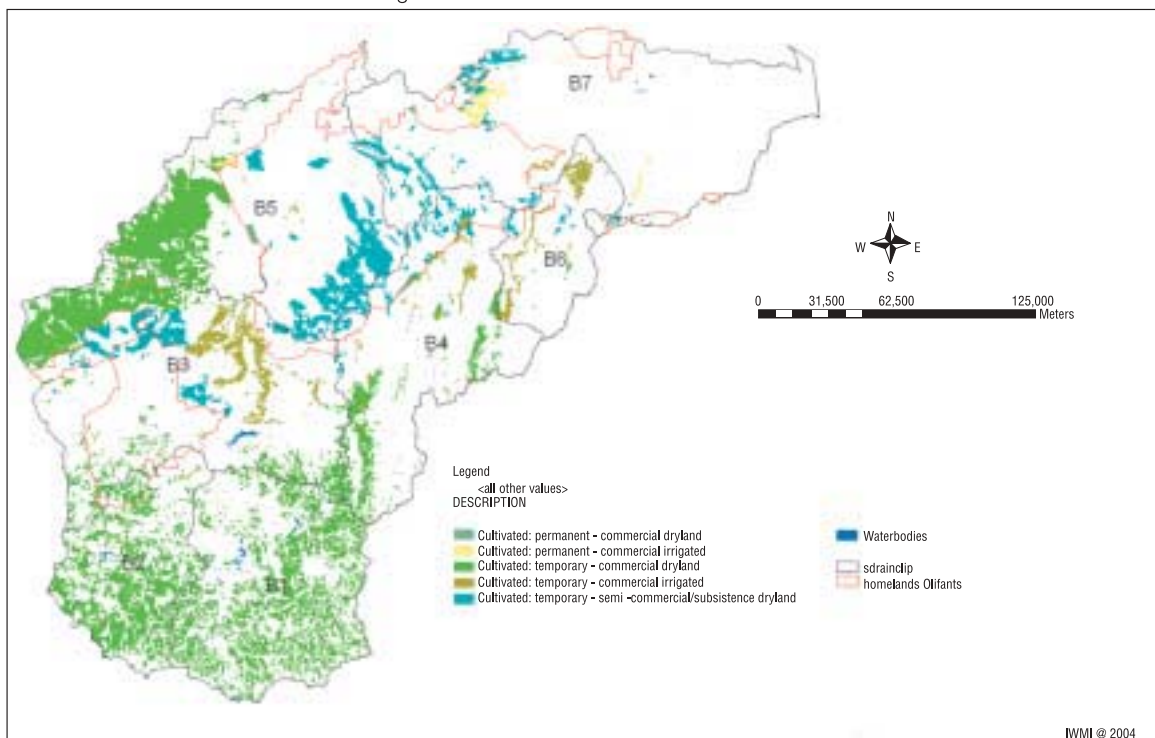 B7
B5
B6
B4
B3
B2
B1
N
W E
S
0 31,500 62,500 125,000
Meters
Legend
<all other values>
DESCRIPTION
Cultivated: permanent - commercial dryland
Cultivated: permanent - commercial irrigated
Cultivated: temporary - commercial dryland
Cultivated: temporary - commercial irrigated
Cultivated: temporary - semi -commercial/subsistence dryland
Waterbodies
sdrainclip
homelands Olifants
IWMI @ 2004